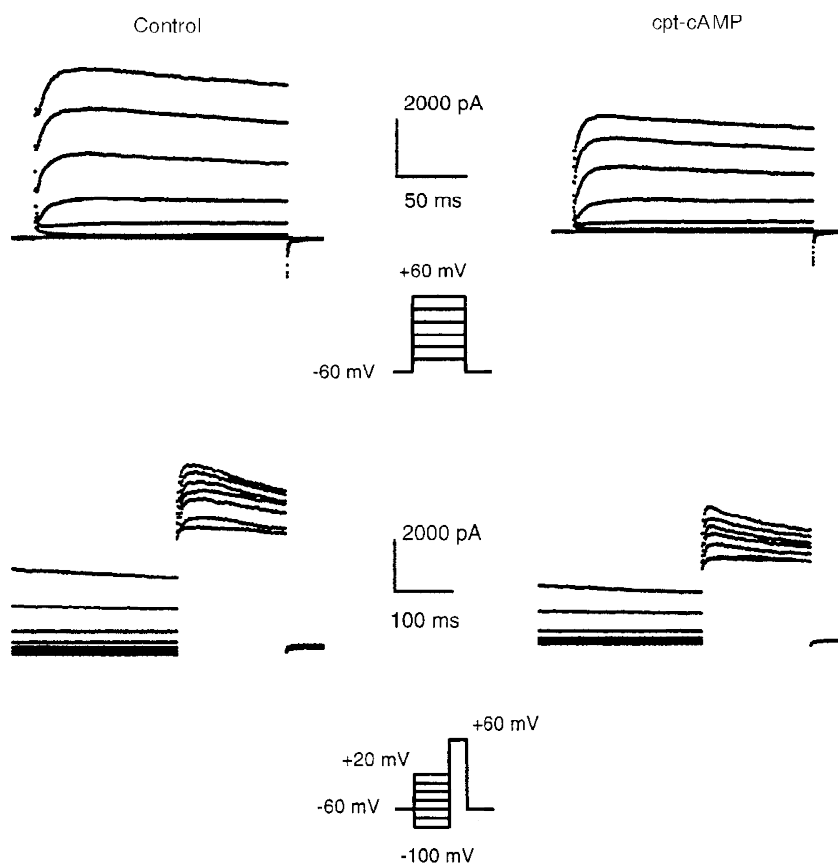 Control
cpt-cAMP
2000 pA
50 ms
+60 mV
-60 mV
2000 pA
100 ms
+60 mV
+20 mV
-60 mV
-100 mV